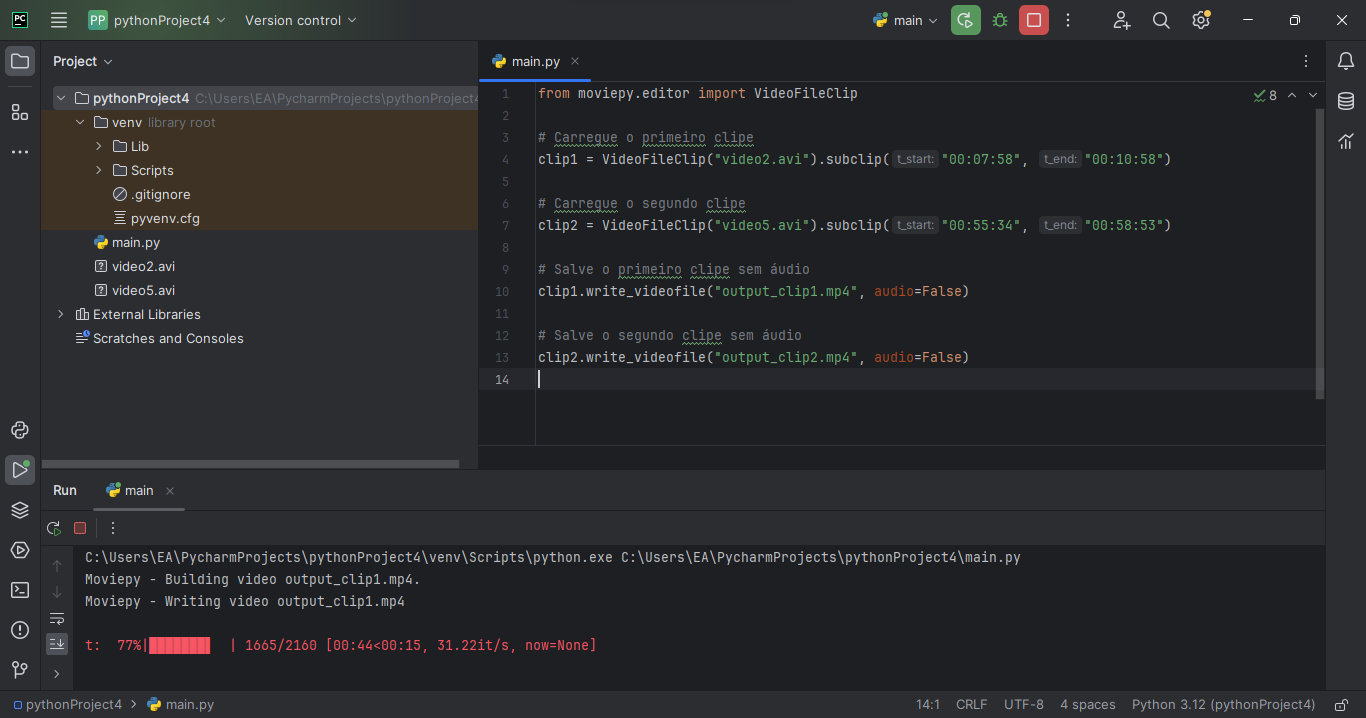 PC
PP pythonProject4 Version control main
Project
main.py
pythonProject4 C:\Users\EA\PycharmProjects\pythonProject4
venv library root
Lib
Scripts
.gitignore
pyvenv.cfg
main.py
video2.avi
video5.avi
External Libraries
Scratches and Consoles
8
1 from moviepy.editor import VideoFileClip
2
3 # Carregue o primeiro clipe
4 clip1 = VideoFileClip("video2.avi").subclip( t_start: "00:07:58", t_end: "00:10:58")
5
6 # Carregue o segundo clipe
7 clip2 = VideoFileClip("video5.avi").subclip( t_start: "00:55:34", t_end: "00:58:53")
8
9 # Salve o primeiro clipe sem áudio
10 clip1.write_videofile("output_clip1.mp4", audio=False)
11
12 # Salve o segundo clipe sem áudio
13 clip2.write_videofile("output_clip2.mp4", audio=False)
14
Run main
C:\Users\EA\PycharmProjects\pythonProject4\venv\Scripts\python.exe C:\Users\EA\PycharmProjects\pythonProject4\main.py
Moviepy - Building video output_clip1.mp4.
Moviepy - Writing video output_clip1.mp4
t:  77%|███████▋  | 1665/2160 [00:44<00:15, 31.22it/s, now=None]
pythonProject4 > main.py
14:1 CRLF UTF-8 4 spaces Python 3.12 (pythonProject4)